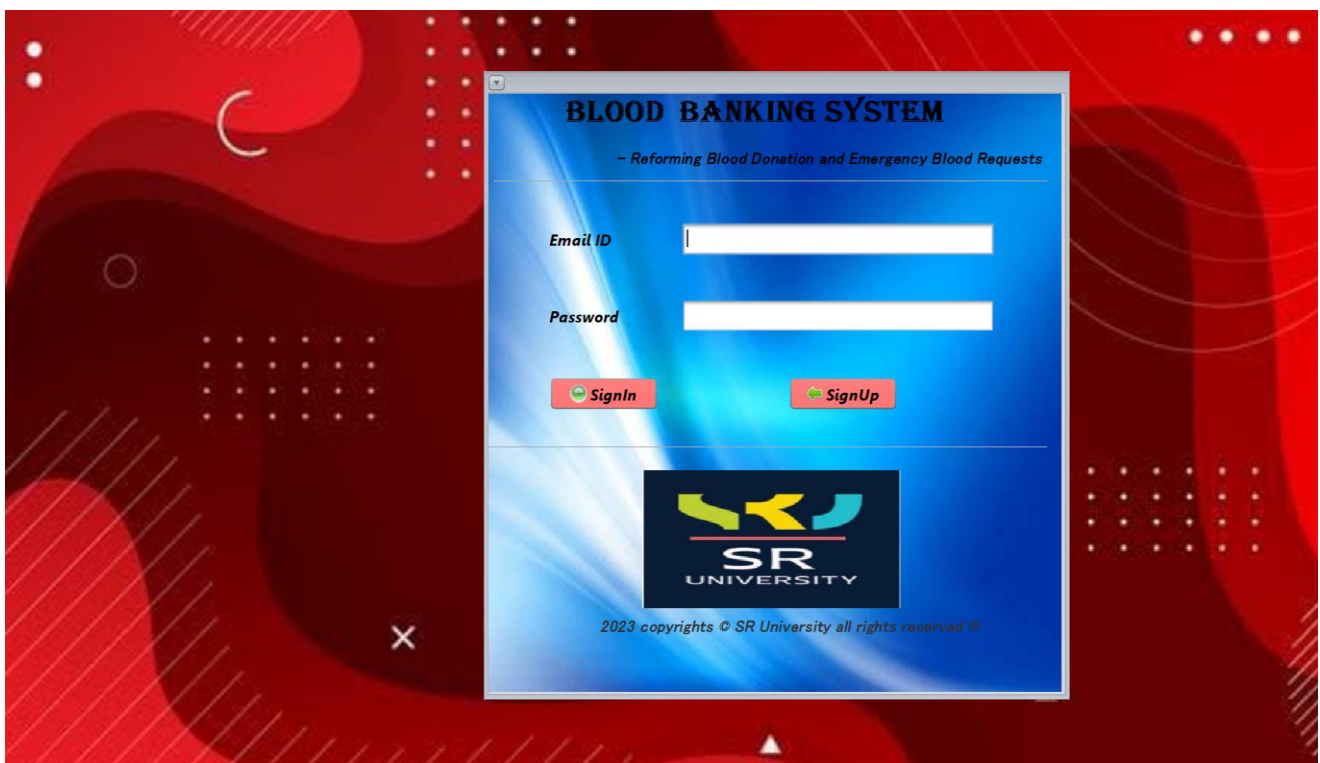 BLOOD BANKING SYSTEM
- Reforming Blood Donation and Emergency Blood Requests
Email ID
Password
SignIn
SignUp
SR
UNIVERSITY
2023 copyrights © SR University all rights reserved ®